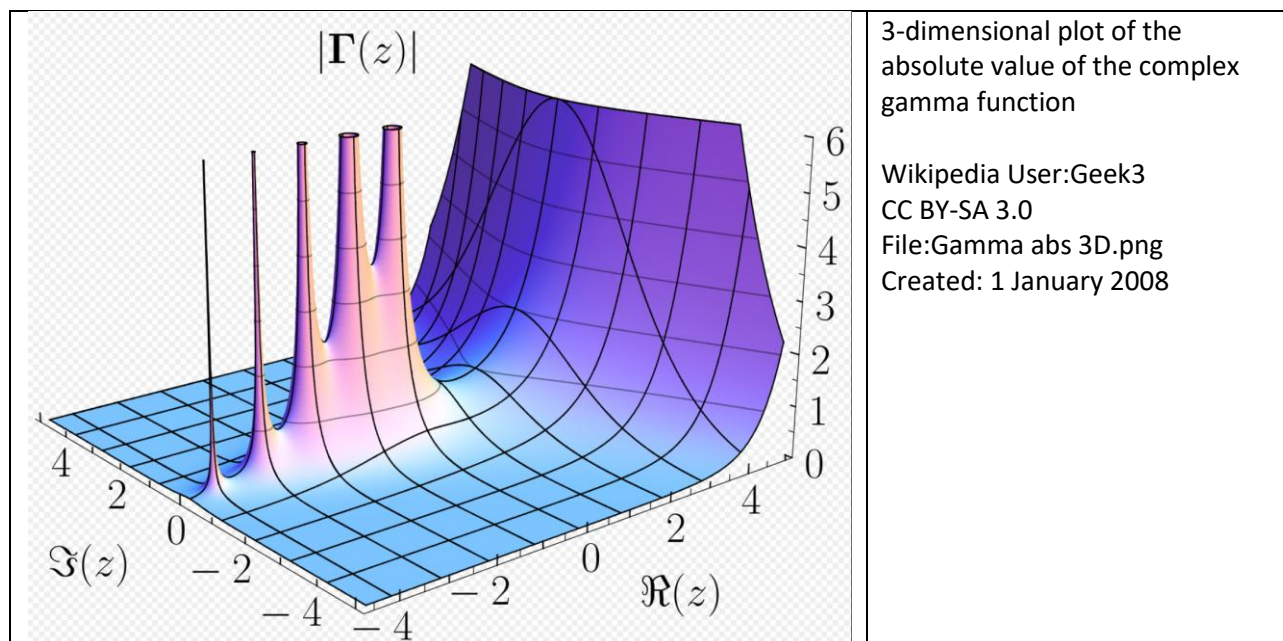 |Γ(z)|
6
5
4
3
2
1
0
4
2
0
− 2
− 4
ℑ(z)
− 4
− 2
0
2
4
ℜ(z)
3-dimensional plot of the
absolute value of the complex
gamma function
Wikipedia User:Geek3
CC BY-SA 3.0
File:Gamma abs 3D.png
Created: 1 January 2008